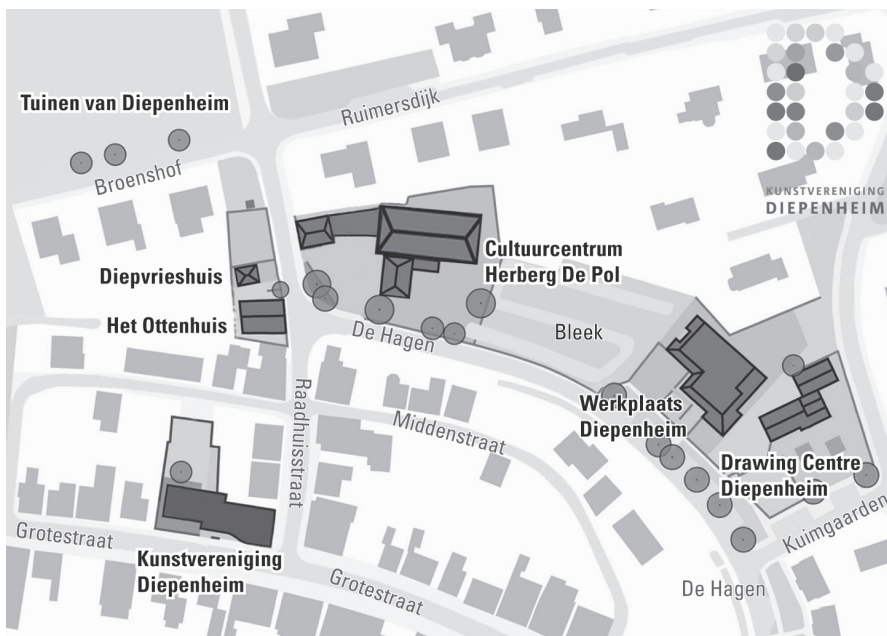 Tuinen van Diepenheim
Broenshof
Ruimersdijk
KUNSTVERENIGING
DIEPENHEIM
Diepvrieshuis
Het Ottenhuis
Cultuurcentrum
Herberg De Pol
De Hagen
Bleek
Raadhuisstraat
Middenstraat
Werkplaats
Diepenheim
Drawing Centre
Diepenheim
Kuimgaarden
Grotestraat
Kunstvereniging
Diepenheim
Grotestraat
De Hagen